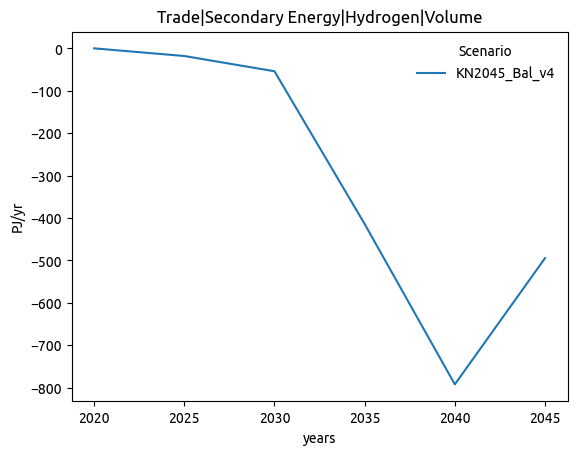 Trade|Secondary Energy|Hydrogen|Volume
Scenario
KN2045_Bal_v4
0
−100
−200
−300
−400
−500
−600
−700
−800
PJ/yr
2020 2025 2030 2035 2040 2045
years